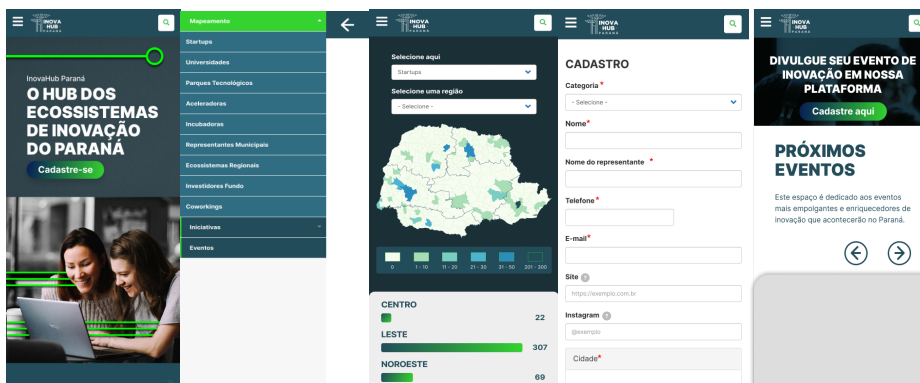 INOVA
HUB
PARANÁ
InovaHub Paraná
O HUB DOS
ECOSSISTEMAS
DE INOVAÇÃO
DO PARANÁ
Cadastre-se
Mapeamento
Startups
Universidades
Parques Tecnológicos
Aceleradoras
Incubadoras
Representantes Municipais
Ecossistemas Regionais
Investidores Fundo
Coworkings
Iniciativas
Eventos
INOVA
HUB
PARANÁ
Selecione aqui
Startups
Selecione uma região
- Selecione -
0 1 - 10 11 - 20 21 - 30 31 - 50 201 - 300
CENTRO
22
LESTE
307
NOROESTE
69
INOVA
HUB
PARANÁ
CADASTRO
Categoria *
- Selecione -
Nome*
Nome do representante *
Telefone *
E-mail*
Site ?
https://exemplo.com.br
Instagram ?
@exemplo
Cidade*
INOVA
HUB
PARANÁ
DIVULGUE SEU EVENTO DE
INOVAÇÃO EM NOSSA
PLATAFORMA
Cadastre aqui
PRÓXIMOS
EVENTOS
Este espaço é dedicado aos eventos
mais empolgantes e enriquecedores de
inovação que acontecerão no Paraná.